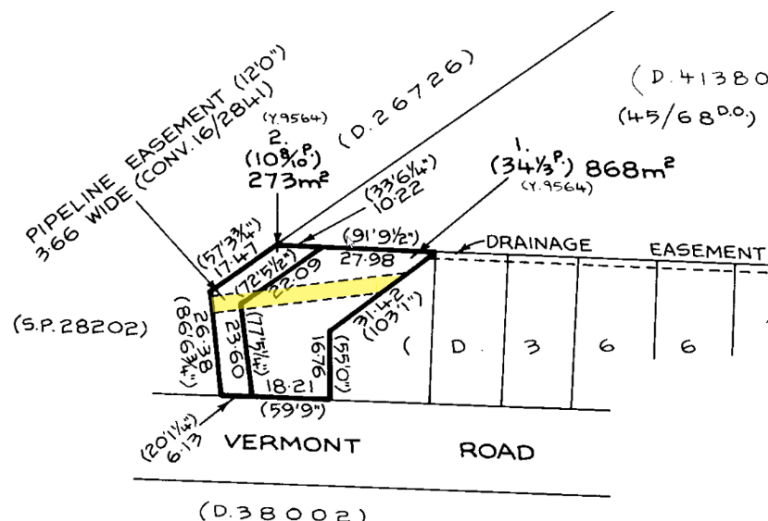 PIPELINE EASEMENT (12'0")
3·66 WIDE (CONV. 16/2841)
(Y.9564)
2.
(10 8/10 P.)
273m²
(D.26726)
(D.41380
(45/68 D.O.)
1.
(34⅓ P.) 868m²
(Y.9564)
(33'6¼")
10·22
(91'9½")
27·98
DRAINAGE EASEMENT
(57'3¾")
17·47
(72'5½")
22·09
(S.P.28202)
26·38
(86'6¾")
23·60
(77'5¼")
31·42
(103'1")
16·76
(55'0")
18·21
(59'9")
(20'1¼")
6·13
( D. 3 6 6
VERMONT ROAD
(D.38002)